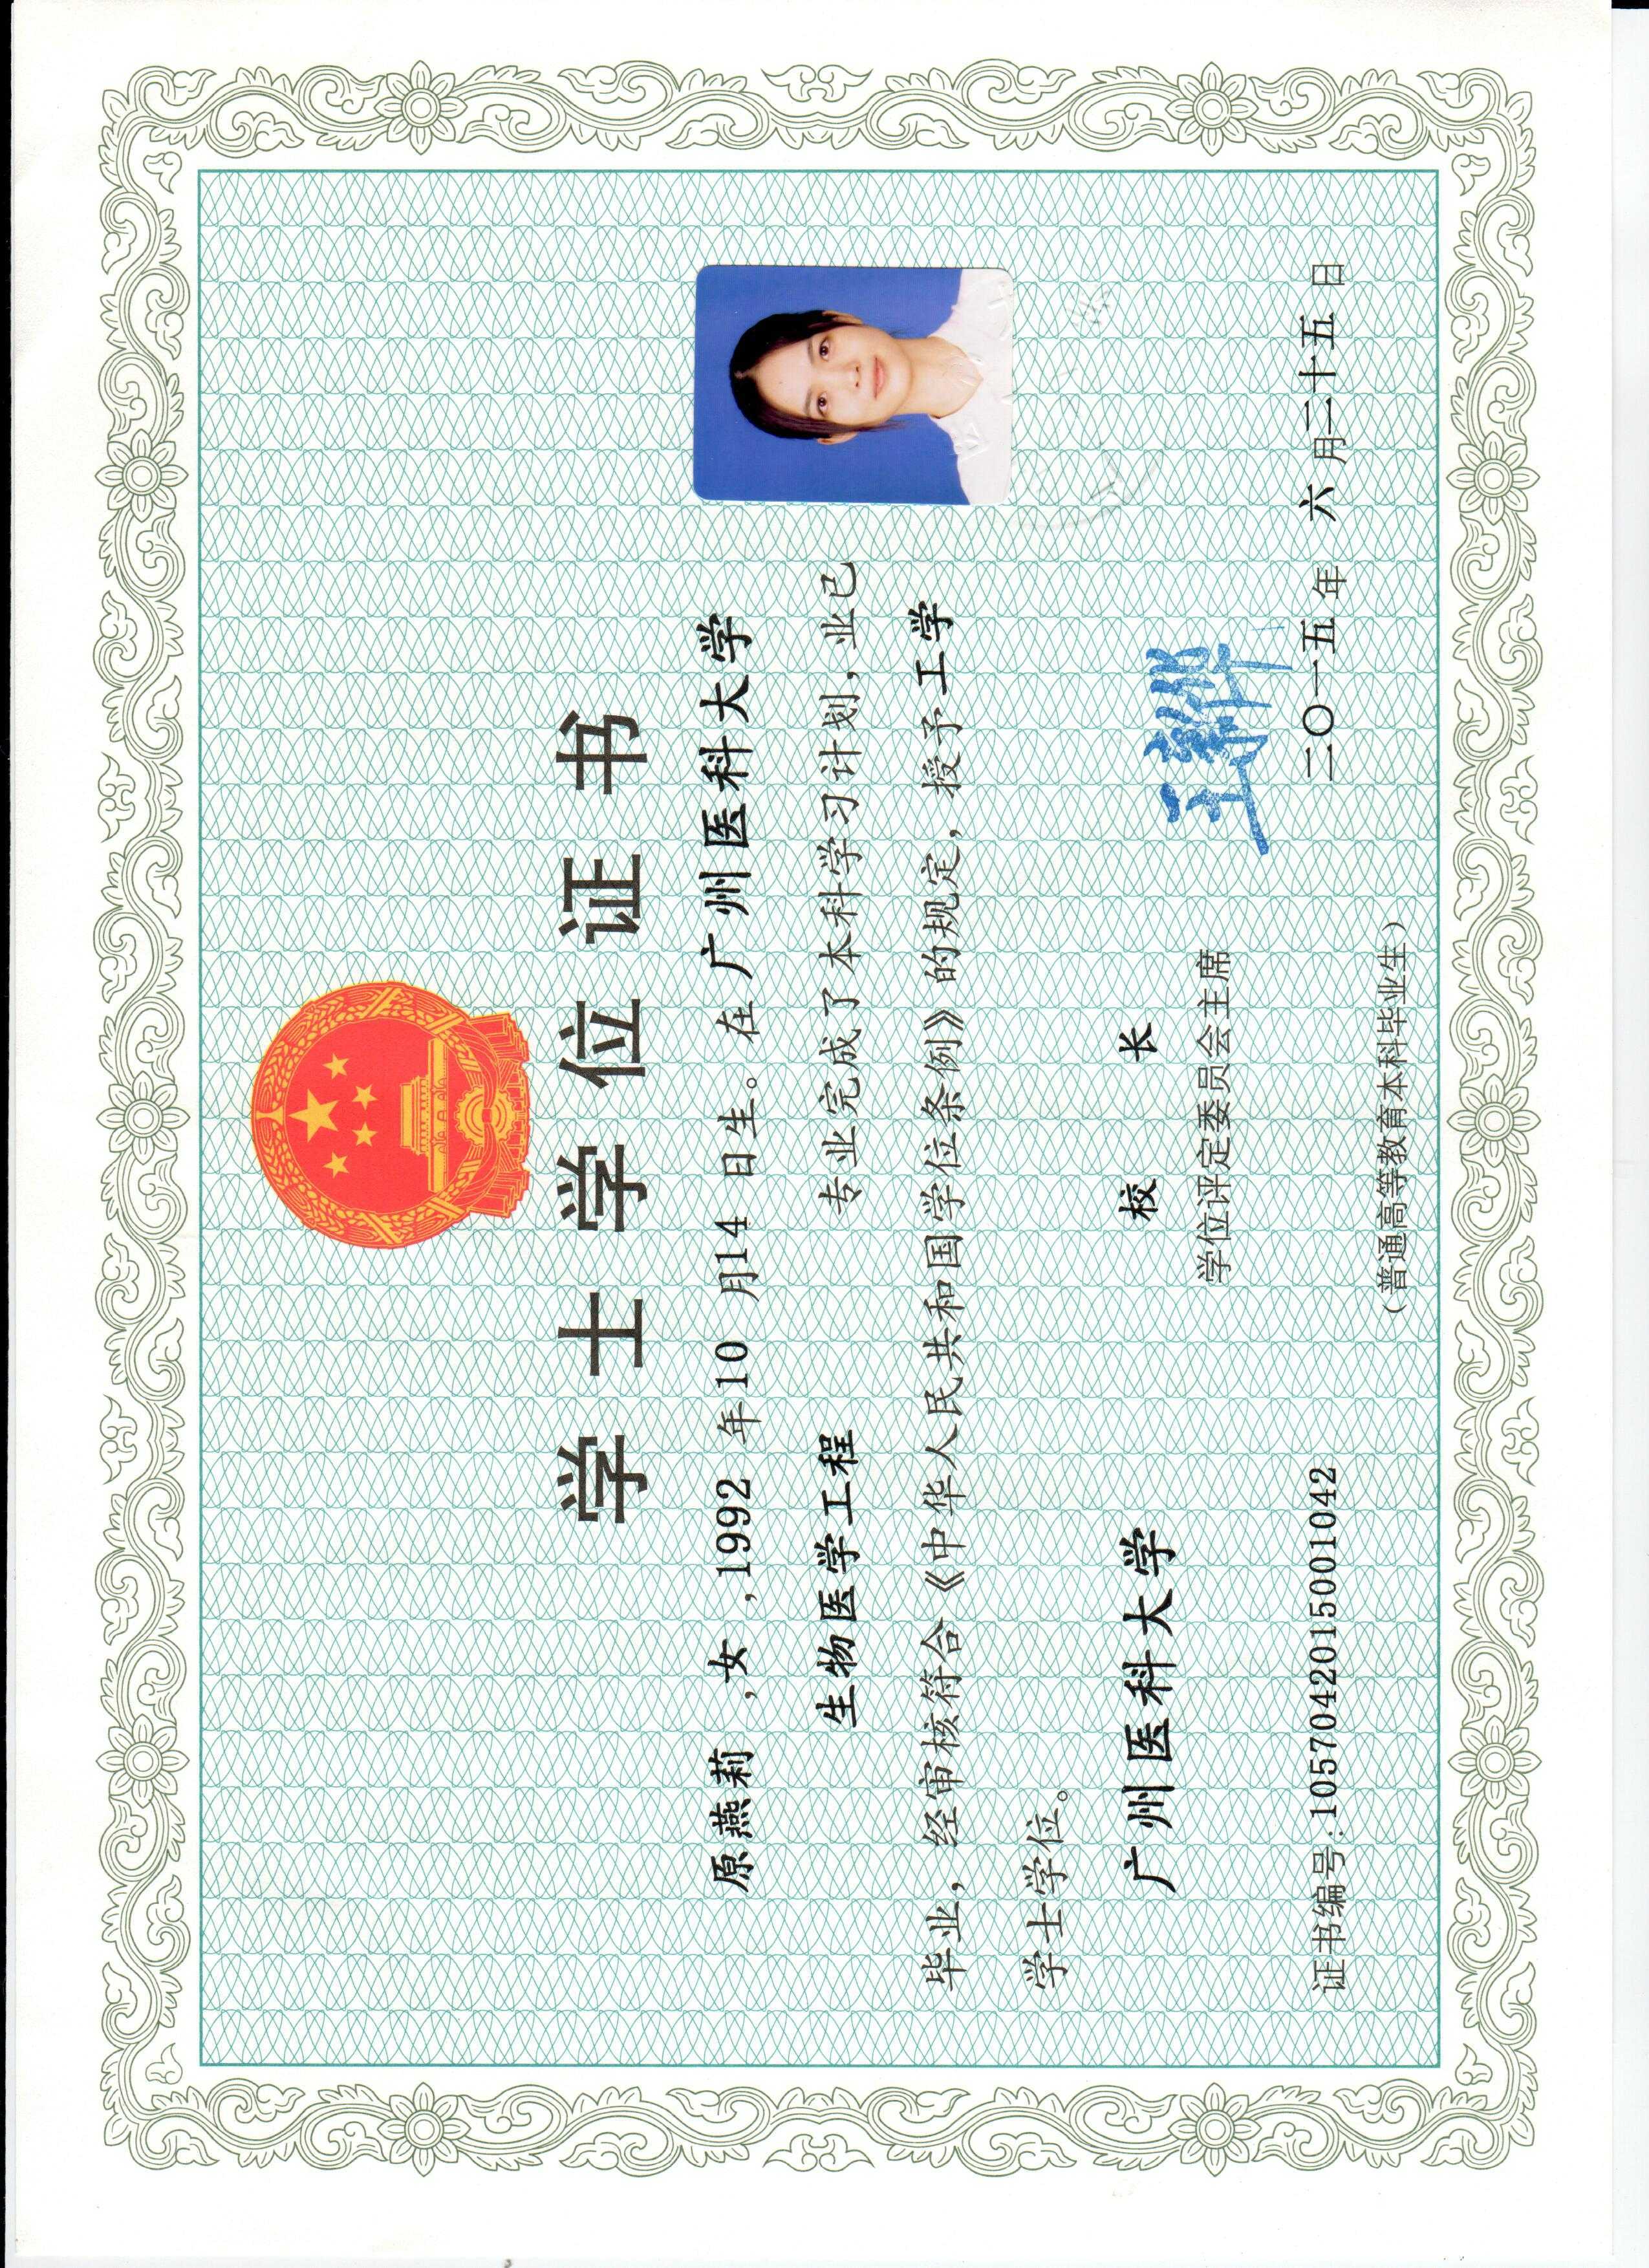 学士学位证书
原燕莉，女，1992年10月14日生。在广州医科大学
生物医学工程 专业完成了本科学习计划，业已
毕业，经审核符合《中华人民共和国学位条例》的规定，授予工学
学士学位。
广州医科大学 校长
学位评定委员会主席
证书编号：1057042015001042 二〇一五年六月二十五日
（普通高等教育本科毕业生）